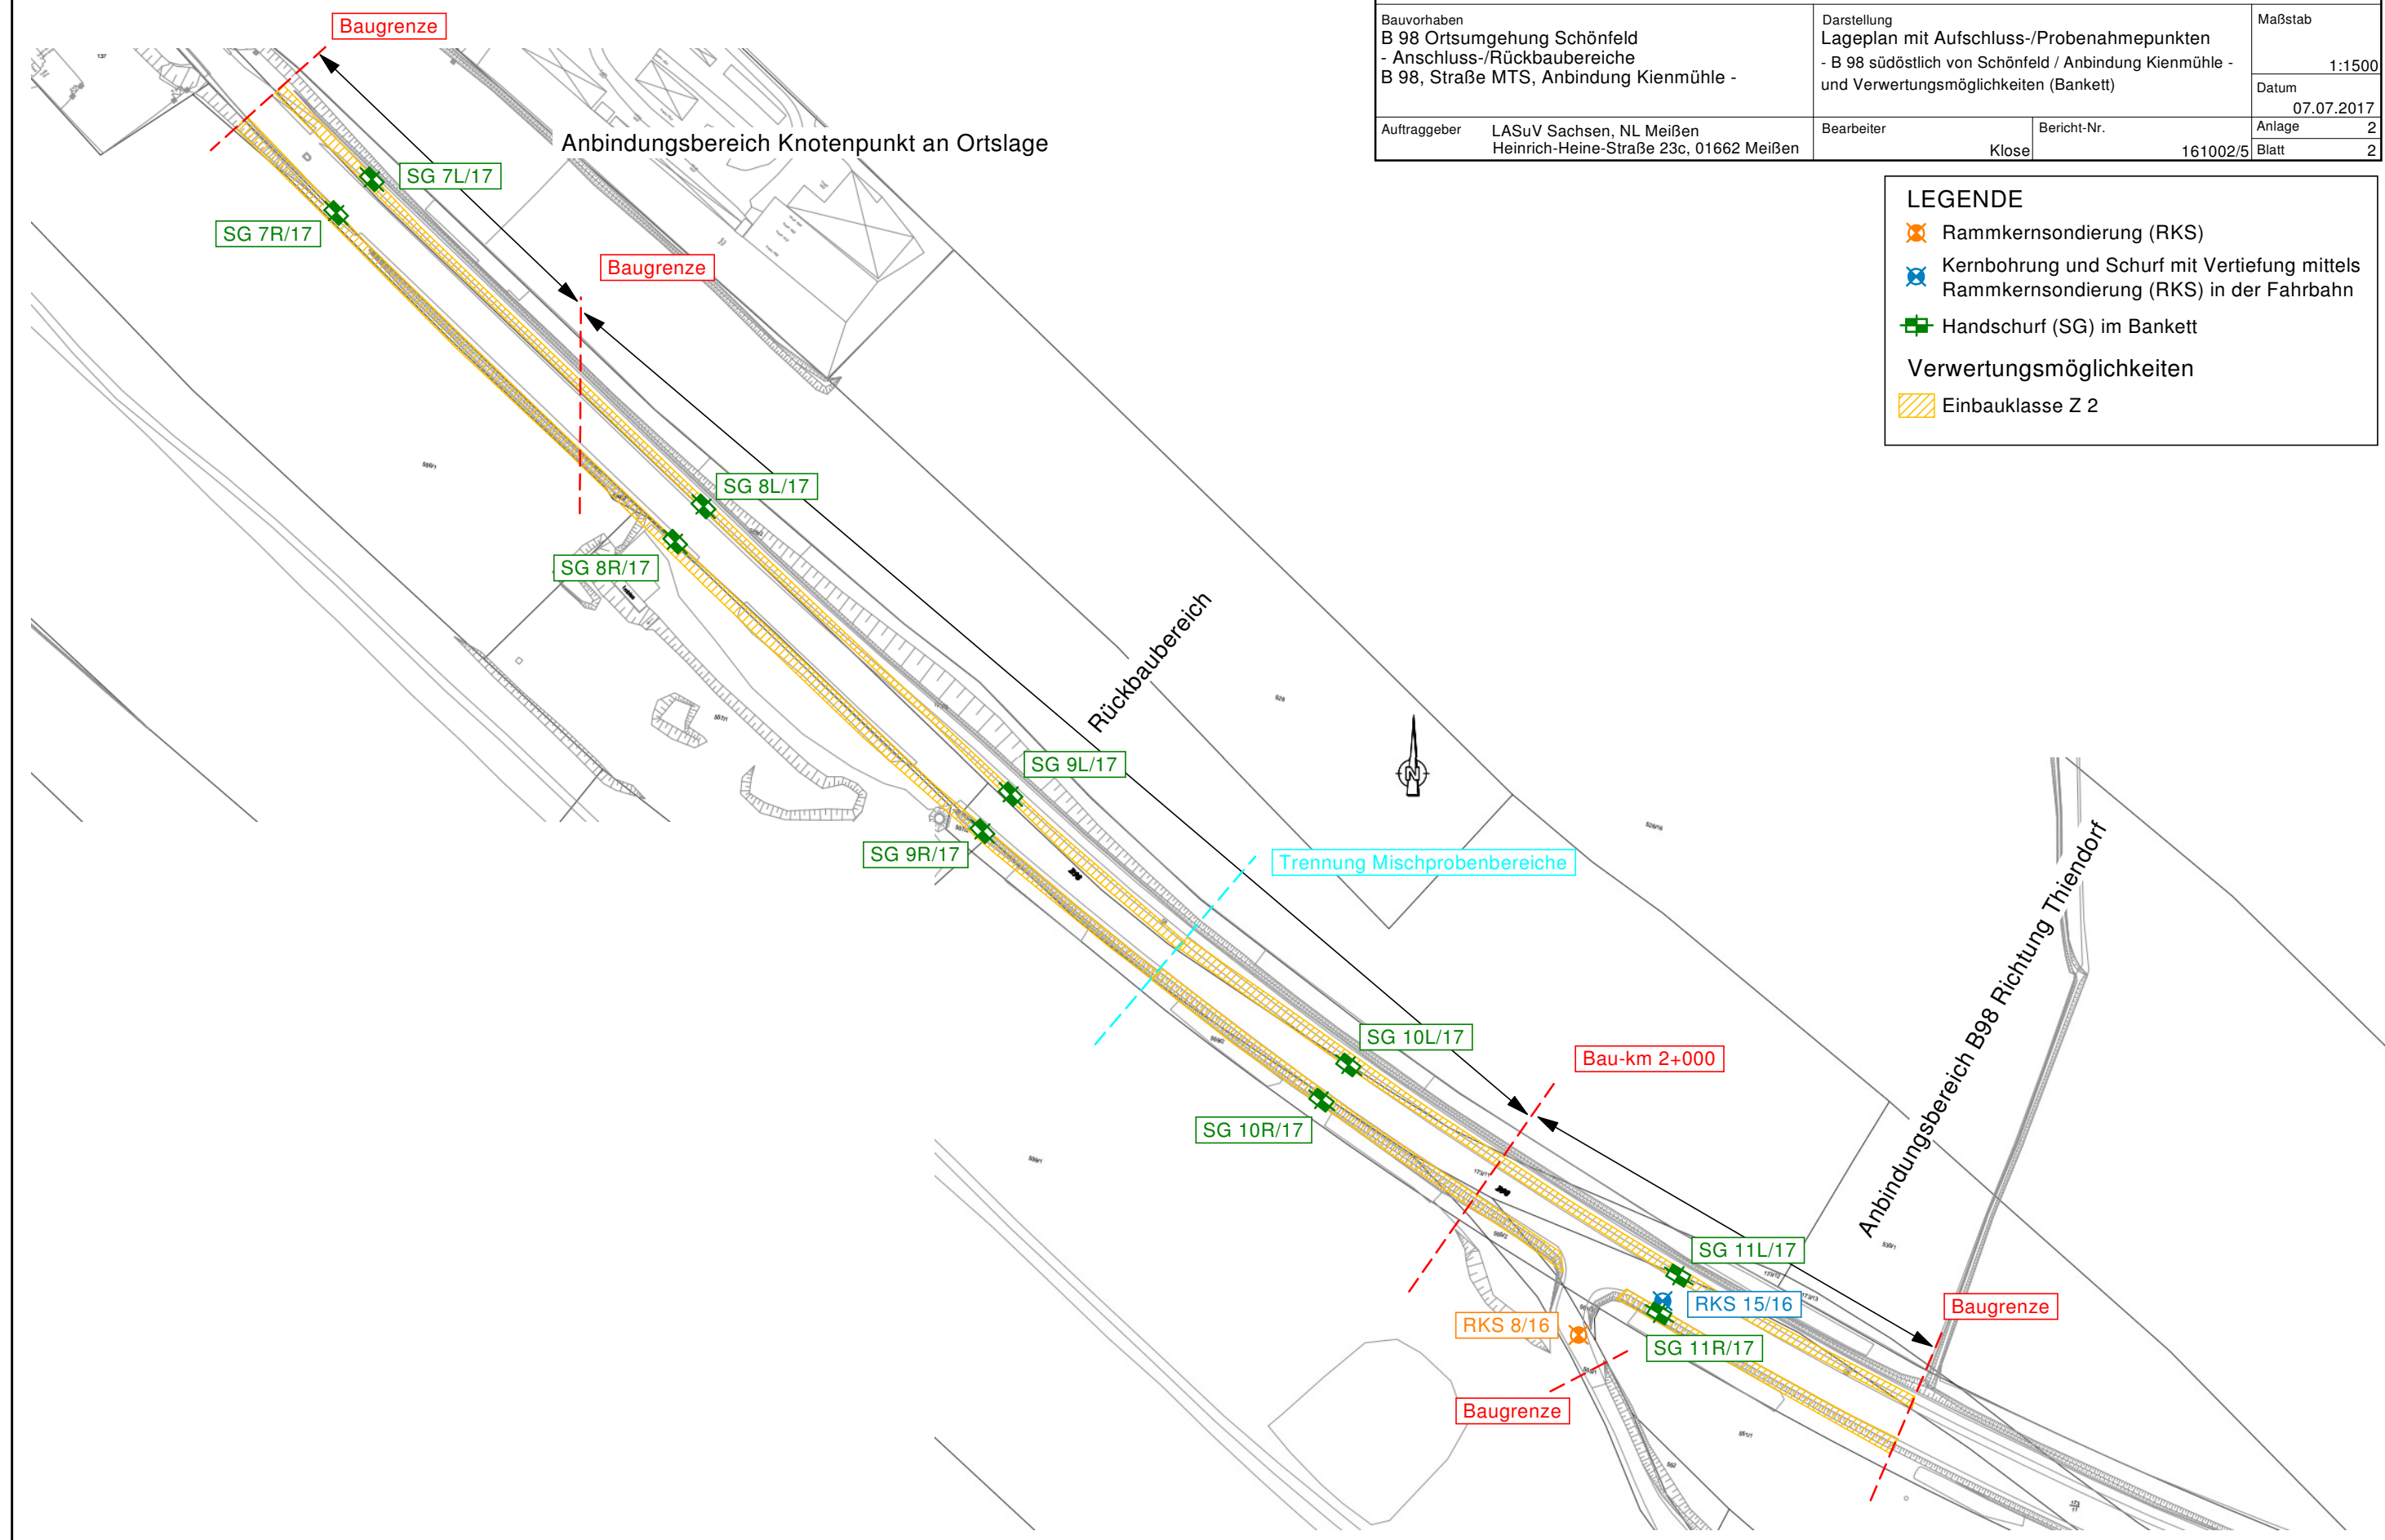 Bauvorhaben
B 98 Ortsumgehung Schönfeld
- Anschluss-/Rückbaubereiche
B 98, Straße MTS, Anbindung Kienmühle -
Darstellung
Lageplan mit Aufschluss-/Probenahmepunkten
- B 98 südöstlich von Schönfeld / Anbindung Kienmühle -
und Verwertungsmöglichkeiten (Bankett)
Maßstab
1:1500
Datum
07.07.2017
Auftraggeber
LASuV Sachsen, NL Meißen
Heinrich-Heine-Straße 23c, 01662 Meißen
Bearbeiter
Klose
Bericht-Nr.
161002/5
Anlage 2
Blatt 2
LEGENDE
Rammkernsondierung (RKS)
Kernbohrung und Schurf mit Vertiefung mittels
Rammkernsondierung (RKS) in der Fahrbahn
Handschurf (SG) im Bankett
Verwertungsmöglichkeiten
Einbauklasse Z 2
Baugrenze
137
Anbindungsbereich Knotenpunkt an Ortslage
SG 7L/17
SG 7R/17
Baugrenze
SG 8L/17
SG 8R/17
Rückbaubereich
SG 9L/17
SG 9R/17
Trennung Mischprobenbereiche
SG 10L/17
SG 10R/17
Bau-km 2+000
Anbindungsbereich B98 Richtung Thiendorf
SG 11L/17
RKS 15/16
RKS 8/16
SG 11R/17
Baugrenze
Baugrenze